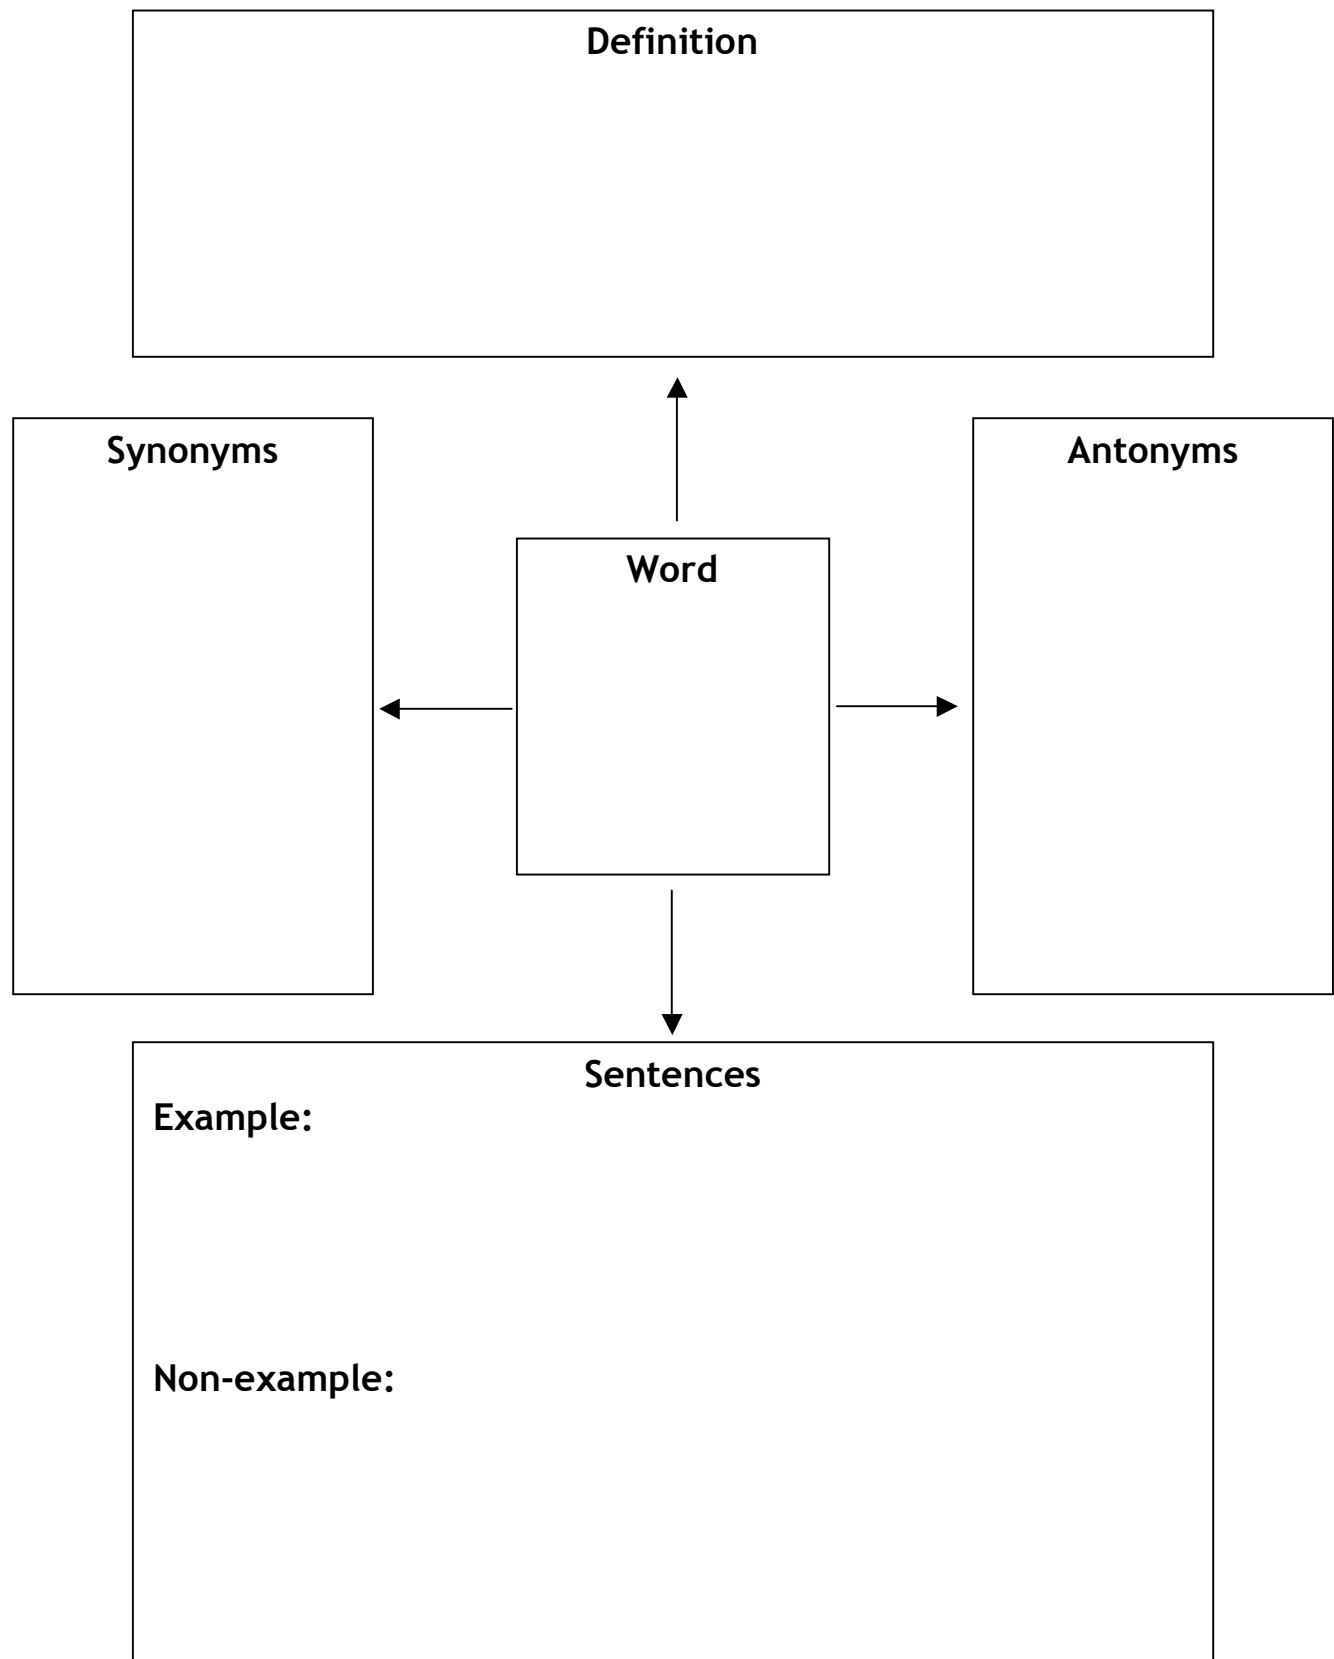 Definition
Synonyms
Antonyms
Word
Sentences
Example:
Non-example: